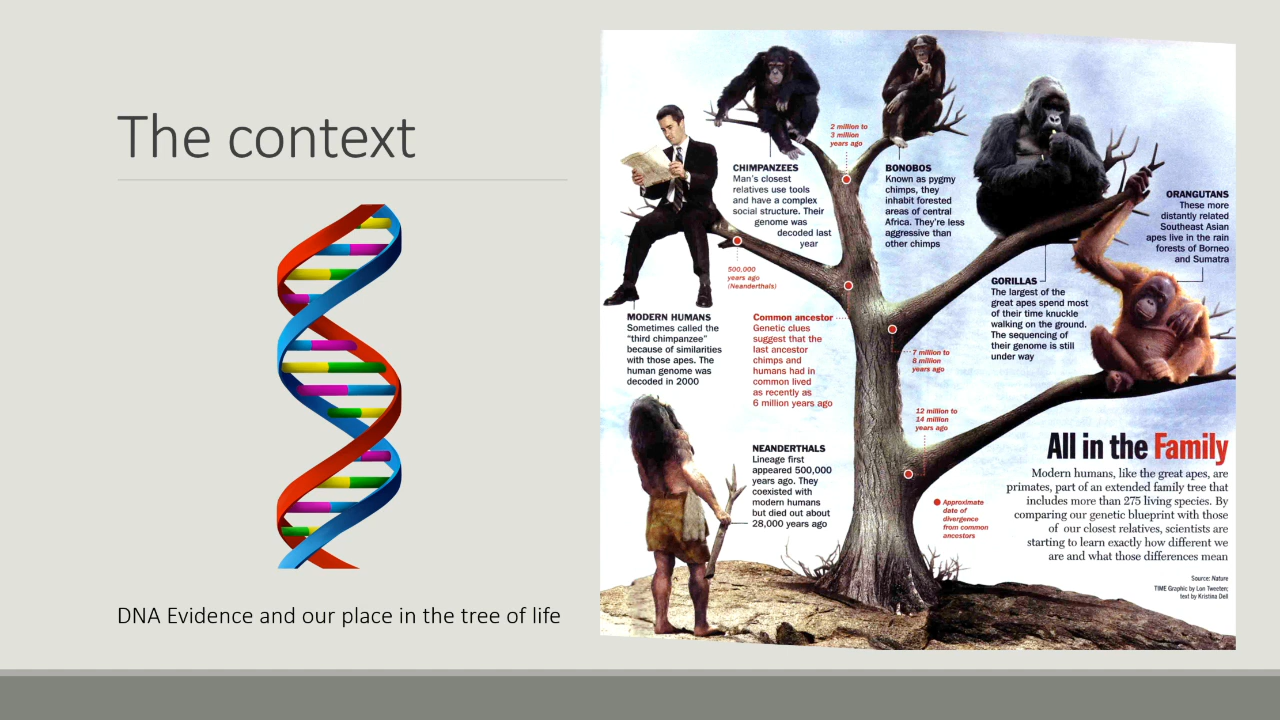 The context
DNA Evidence and our place in the tree of life
2 million to
3 million
years ago
CHIMPANZEES
Man's closest
relatives use tools
and have a complex
social structure. Their
genome was
decoded last
year
BONOBOS
Known as pygmy
chimps, they
inhabit forested
areas of central
Africa. They're less
aggressive than
other chimps
ORANGUTANS
These more
distantly related
Southeast Asian
apes live in the rain
forests of Borneo
and Sumatra
500,000
years ago
(Neanderthals)
GORILLAS
The largest of the
great apes spend most
of their time knuckle
walking on the ground.
The sequencing of
their genome is still
under way
MODERN HUMANS
Sometimes called the
"third chimpanzee"
because of similarities
with those apes. The
human genome was
decoded in 2000
Common ancestor
Genetic clues
suggest that the
last ancestor
chimps and
humans had in
common lived
as recently as
6 million years ago
7 million to
8 million
years ago
12 million to
14 million
years ago
NEANDERTHALS
Lineage first
appeared 500,000
years ago. They
coexisted with
modern humans
but died out about
28,000 years ago
All in the Family
Modern humans, like the great apes, are
primates, part of an extended family tree that
includes more than 275 living species. By
comparing our genetic blueprint with those
of our closest relatives, scientists are
starting to learn exactly how different we
are and what those differences mean
Approximate
date of
divergence
from common
ancestors
Source: Nature
TIME Graphic by Lon Tweeten;
text by Kristina Dell